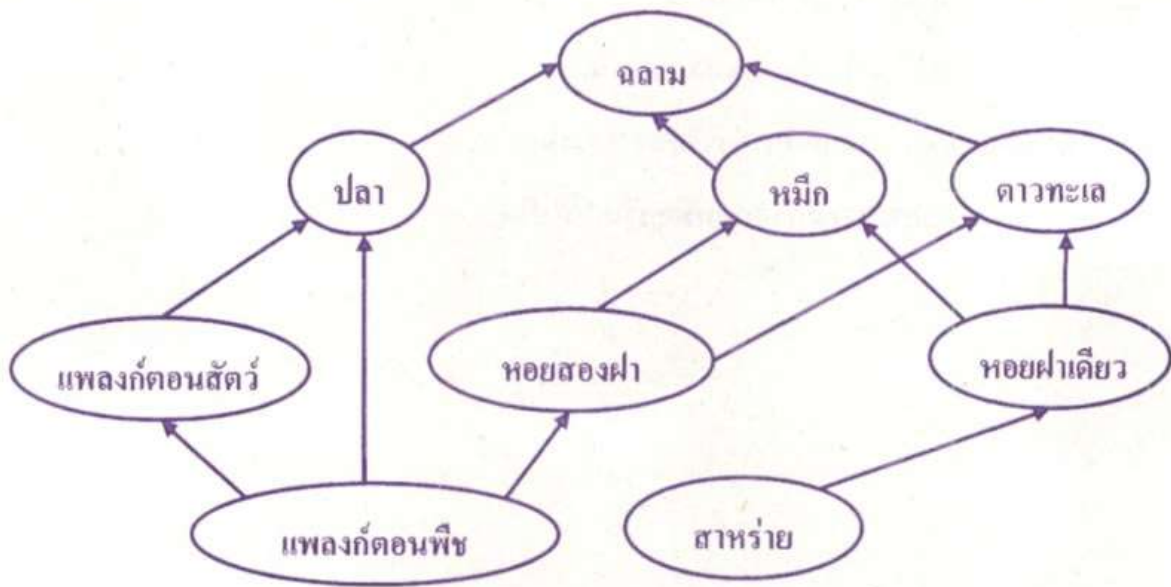 ฉลาม
ปลา
หมึก
ดาวทะเล
แพลงก์ตอนสัตว์
หอยสองฝา
หอยฝาเดียว
แพลงก์ตอนพืช
สาหร่าย